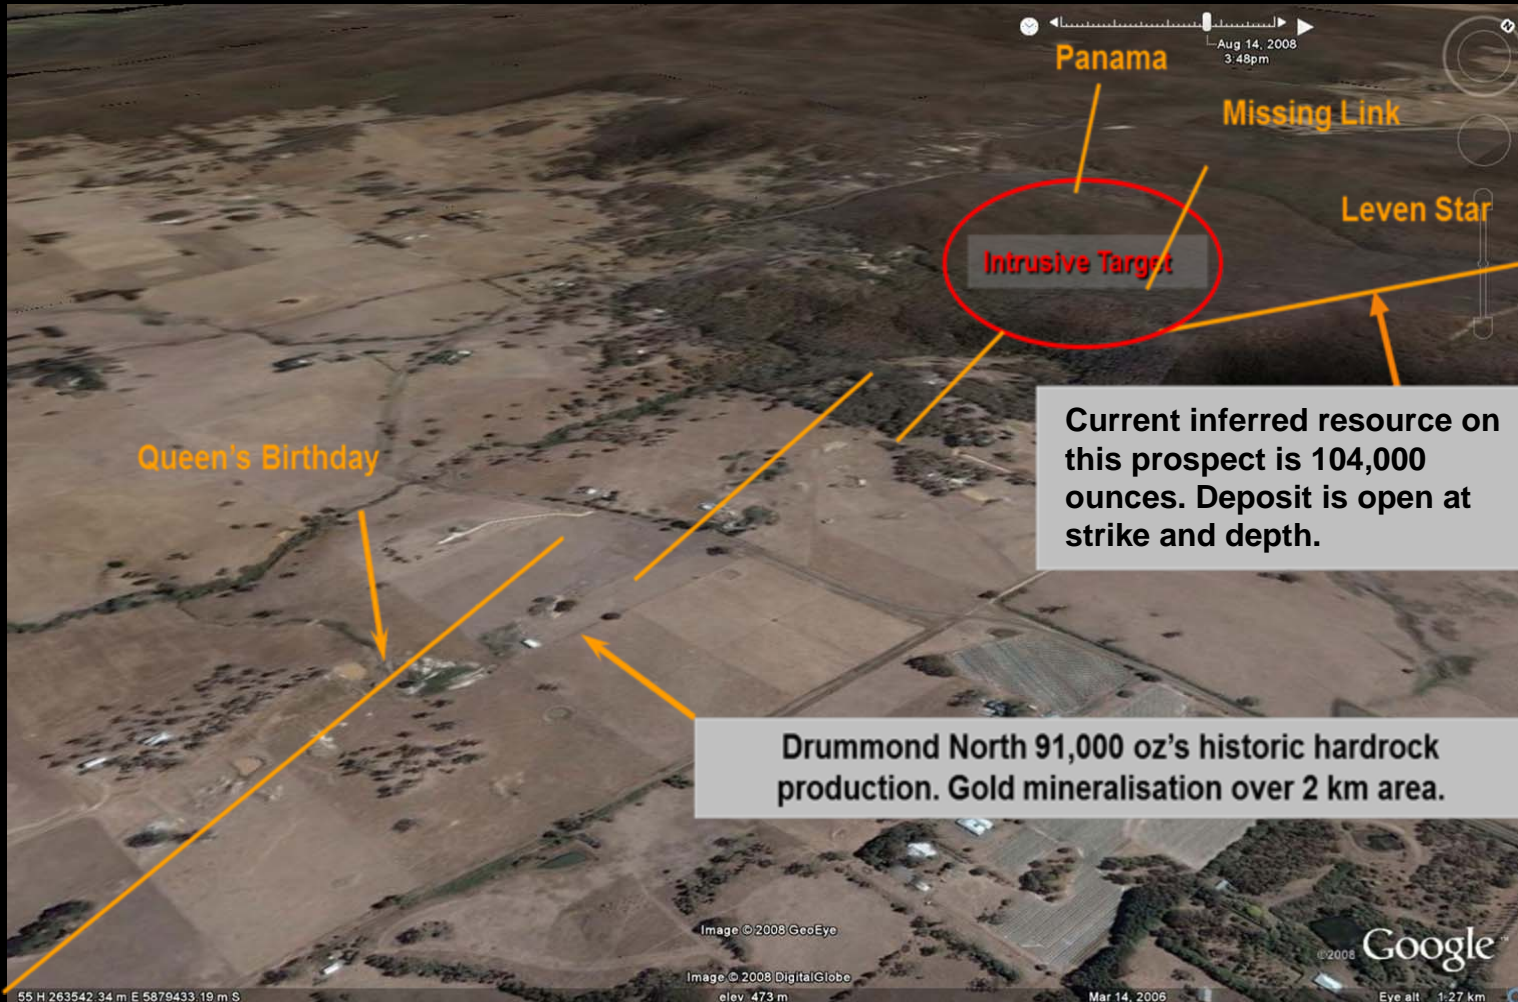 Aug 14, 2008
3:48pm
Panama
Missing Link
Leven Star
Intrusive Target
Current inferred resource on
this prospect is 104,000
ounces. Deposit is open at
strike and depth.
Queen's Birthday
Drummond North 91,000 oz's historic hardrock
production. Gold mineralisation over 2 km area.
Image © 2008 GeoEye
©2008 Google™
Image © 2008 DigitalGlobe
55 H 263542.34 m E 5879433.19 m S
elev 473 m
Mar 14, 2006
Eye alt 1.27 km